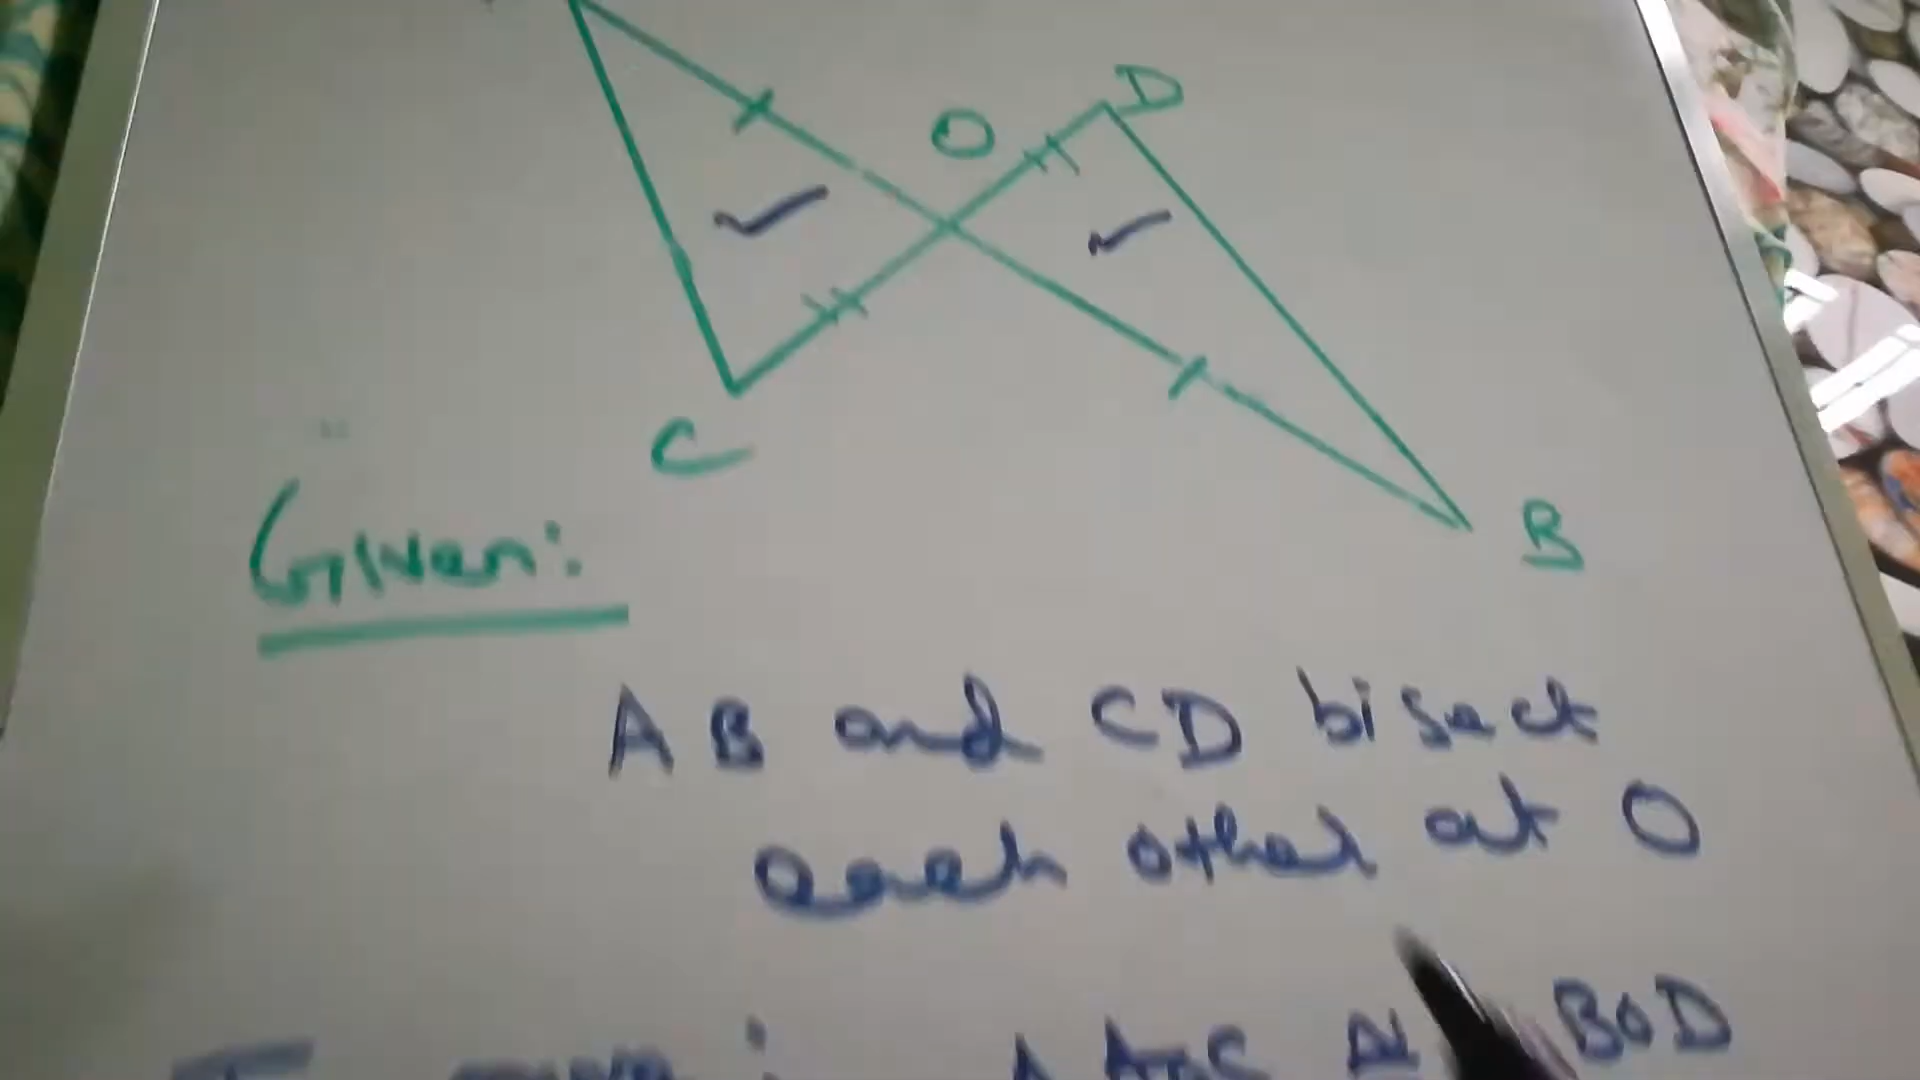 D
O
C
B
Given:
AB and CD bisect
each other at O
BOD